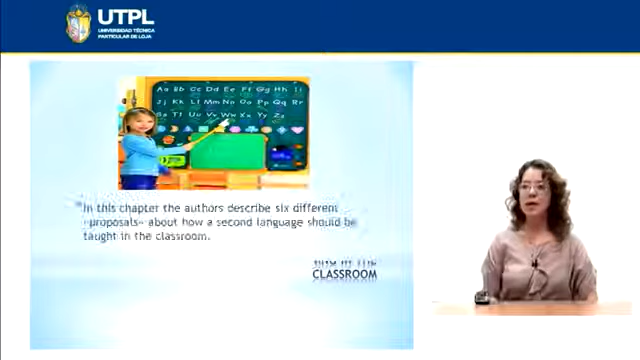 UTPL
UNIVERSIDAD TÉCNICA
PARTICULAR DE LOJA
Aa Bb Cc Dd Ee Ff Gg Hh Ii
Jj Kk Ll Mm Nn Oo Pp Qq Rr
Ss Tt Uu Vv Ww Xx Yy Zz
In this chapter the authors describe six different
"proposals" about how a second language should be
taught in the classroom.
CLASSROOM